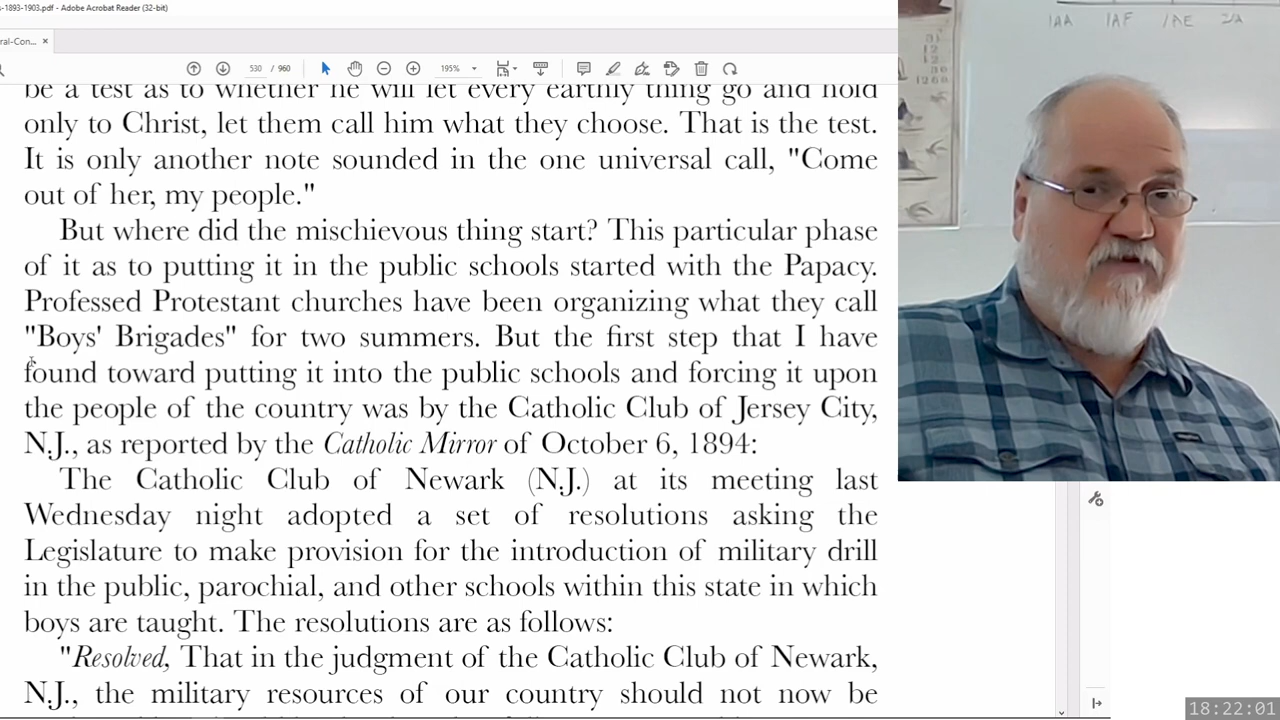 s-1893-1903.pdf - Adobe Acrobat Reader (32-bit)
ral-Con... ×
530 / 960
195%
be a test as to whether he will let every earthly thing go and hold
only to Christ, let them call him what they choose. That is the test.
It is only another note sounded in the one universal call, "Come
out of her, my people."
But where did the mischievous thing start? This particular phase
of it as to putting it in the public schools started with the Papacy.
Professed Protestant churches have been organizing what they call
"Boys' Brigades" for two summers. But the first step that I have
found toward putting it into the public schools and forcing it upon
the people of the country was by the Catholic Club of Jersey City,
N.J., as reported by the Catholic Mirror of October 6, 1894:
The Catholic Club of Newark (N.J.) at its meeting last
Wednesday night adopted a set of resolutions asking the
Legislature to make provision for the introduction of military drill
in the public, parochial, and other schools within this state in which
boys are taught. The resolutions are as follows:
"Resolved, That in the judgment of the Catholic Club of Newark,
N.J., the military resources of our country should not now be
1AA 1AF 1AE
12
12
30
1260
18:22:01